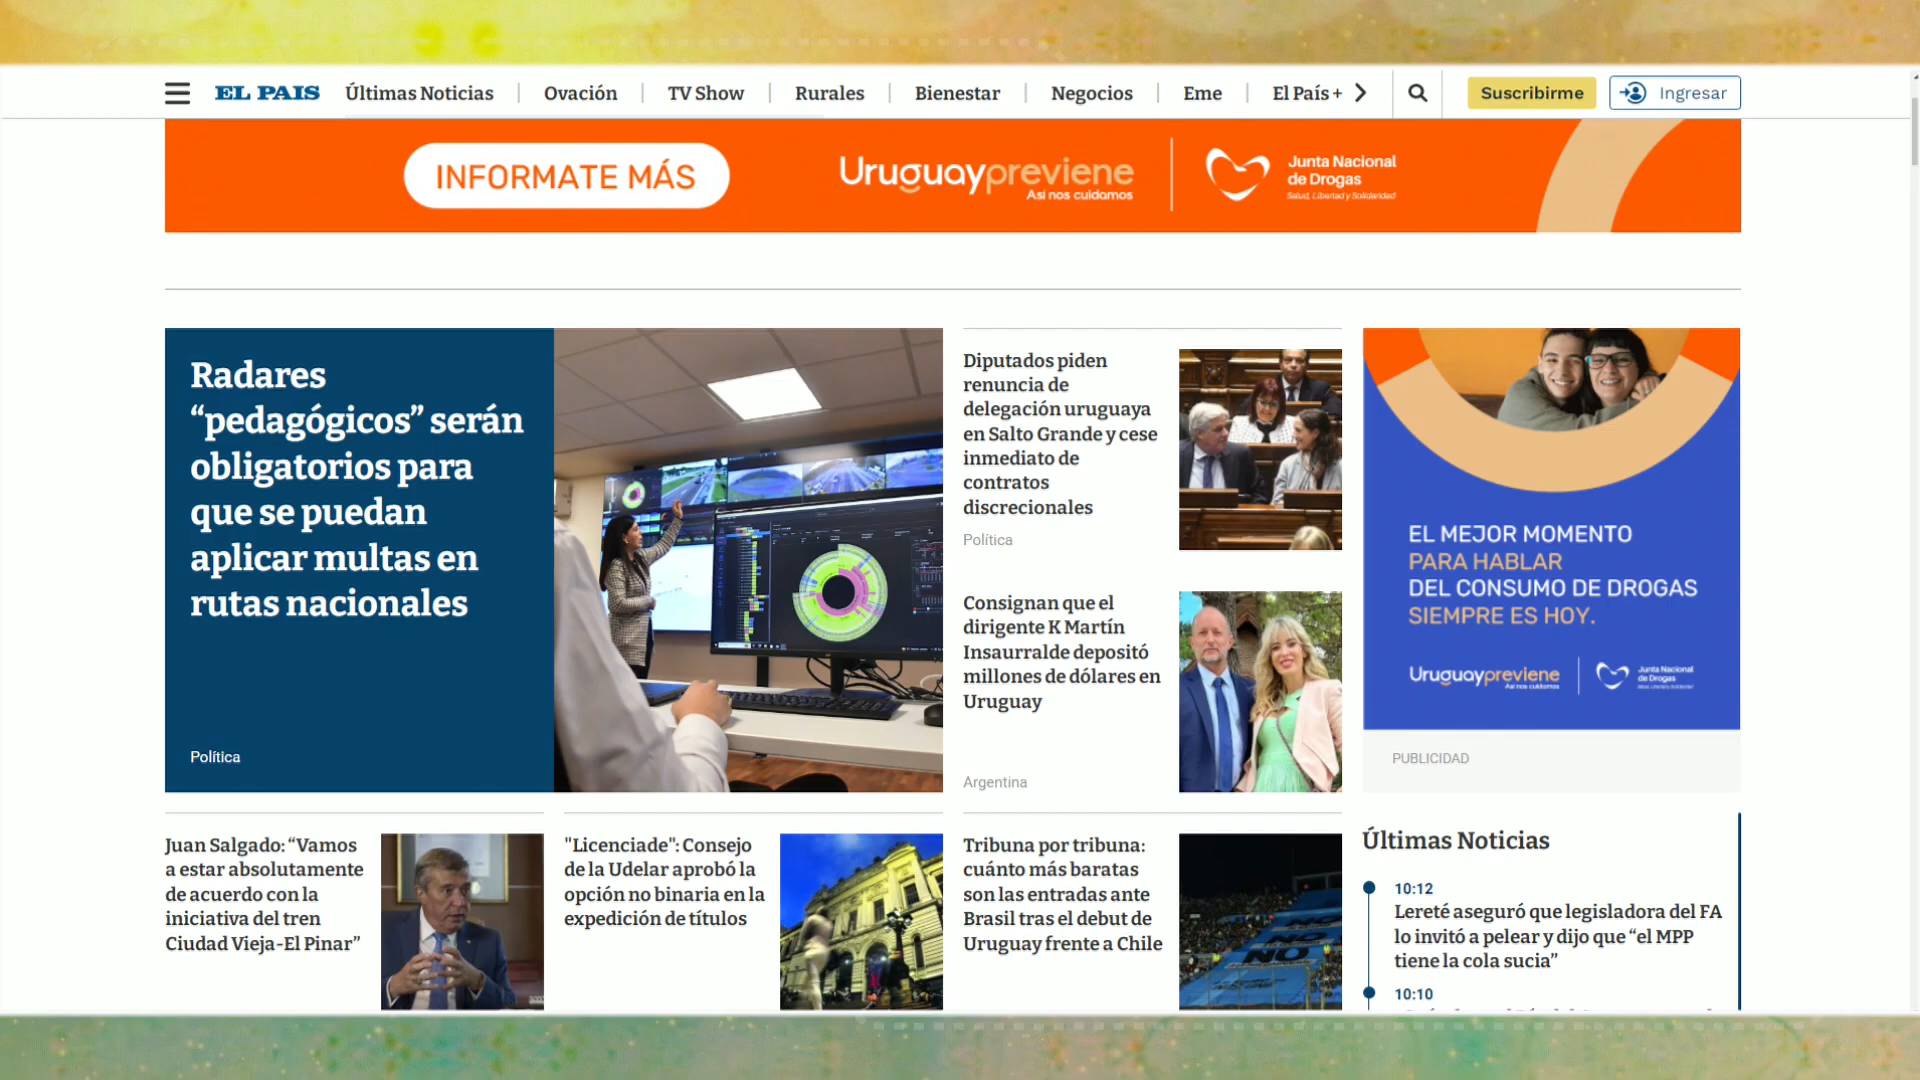 EL PAIS
Últimas Noticias
Ovación
TV Show
Rurales
Bienestar
Negocios
Eme
El País +
Suscribirme
Ingresar
INFORMATE MÁS
Uruguaypreviene
Así nos cuidamos
Junta Nacional
de Drogas
Salud, Libertad y Solidaridad
Radares
“pedagógicos” serán
obligatorios para
que se puedan
aplicar multas en
rutas nacionales
Política
Diputados piden
renuncia de
delegación uruguaya
en Salto Grande y cese
inmediato de
contratos
discrecionales
Política
Consignan que el
dirigente K Martín
Insaurralde depositó
millones de dólares en
Uruguay
Argentina
EL MEJOR MOMENTO
PARA HABLAR
DEL CONSUMO DE DROGAS
SIEMPRE ES HOY.
Uruguaypreviene
Así nos cuidamos
Junta Nacional
de Drogas
PUBLICIDAD
Juan Salgado: “Vamos
a estar absolutamente
de acuerdo con la
iniciativa del tren
Ciudad Vieja-El Pinar”
"Licenciade": Consejo
de la Udelar aprobó la
opción no binaria en la
expedición de títulos
Tribuna por tribuna:
cuánto más baratas
son las entradas ante
Brasil tras el debut de
Uruguay frente a Chile
NO
NO
Últimas Noticias
10:12
Lereté aseguró que legisladora del FA
lo invitó a pelear y dijo que “el MPP
tiene la cola sucia”
10:10